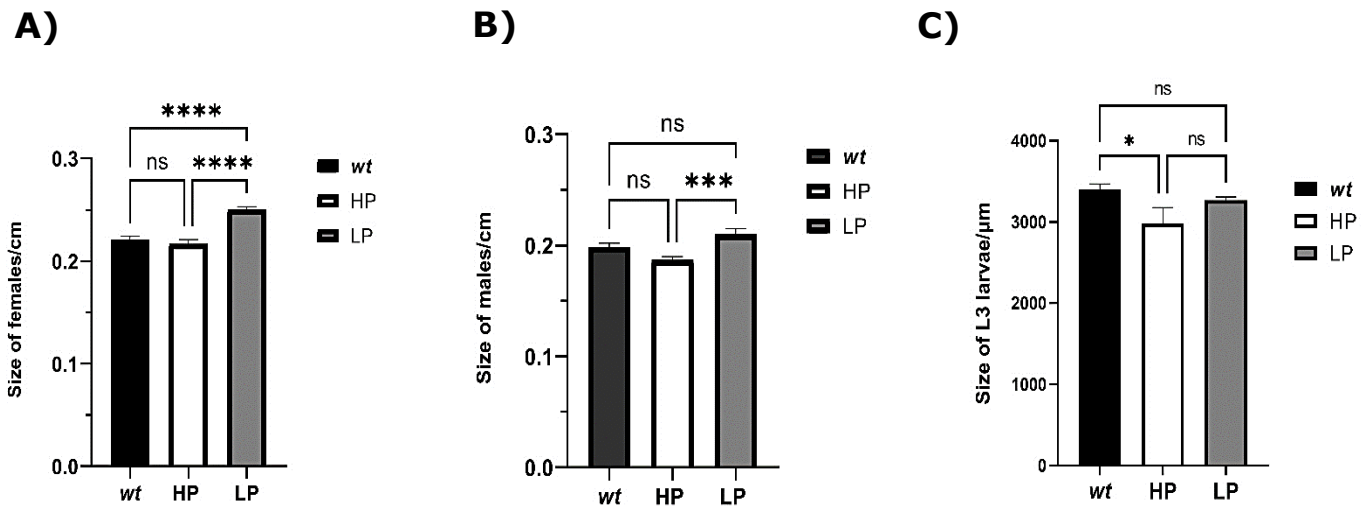 A)
Size of females/cm
0.3
0.2
0.1
0.0
****
ns ****
wt HP LP
wt
HP
LP
B)
Size of males/cm
0.3
0.2
0.1
0.0
ns
ns ***
wt HP LP
wt
HP
LP
C)
Size of L3 larvae/μm
4000
3000
2000
1000
0
ns
* ns
wt HP LP
wt
HP
LP